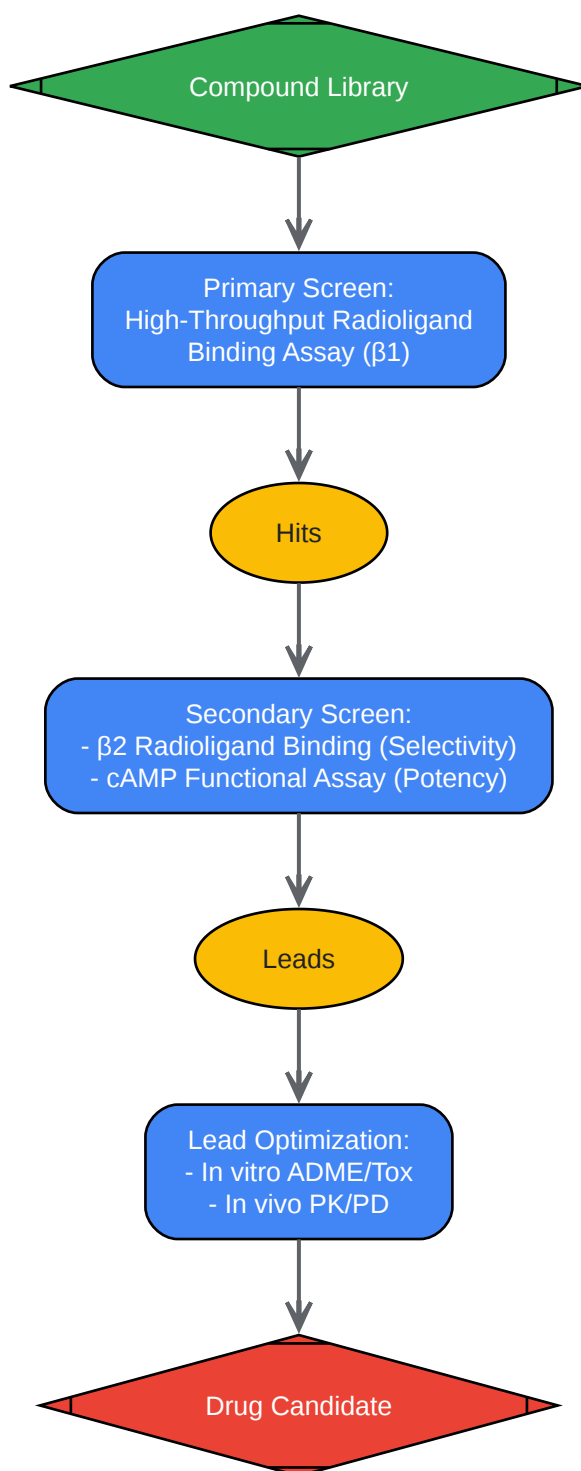 Compound Library
Primary Screen:
High-Throughput Radioligand
Binding Assay (β1)
Hits
Secondary Screen:
- β2 Radioligand Binding (Selectivity)
- cAMP Functional Assay (Potency)
Leads
Lead Optimization:
- In vitro ADME/Tox
- In vivo PK/PD
Drug Candidate